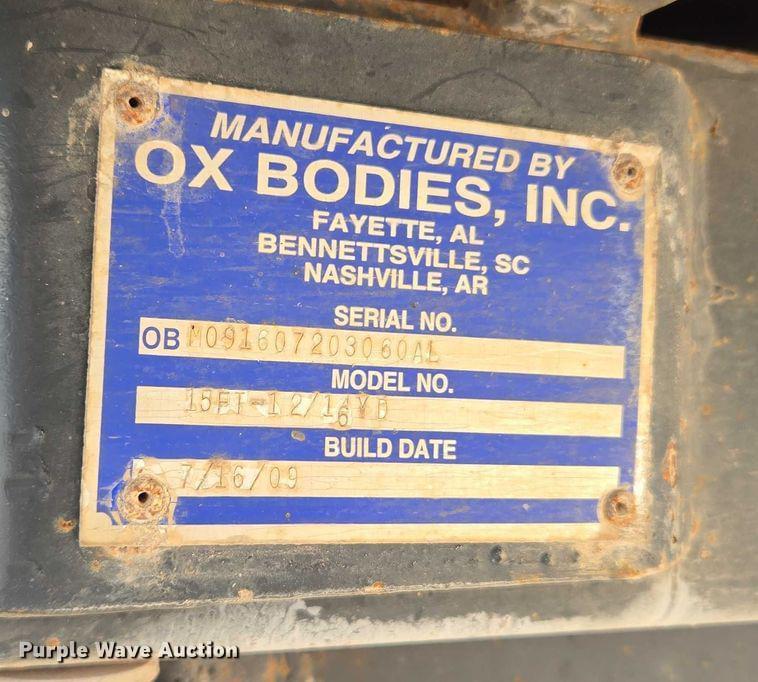 MANUFACTURED BY
OX BODIES, INC.
FAYETTE, AL
BENNETTSVILLE, SC
NASHVILLE, AR
SERIAL NO.
OB M091607203060AL
MODEL NO.
15FT-12/14YD
6
BUILD DATE
7/16/09
Purple Wave Auction